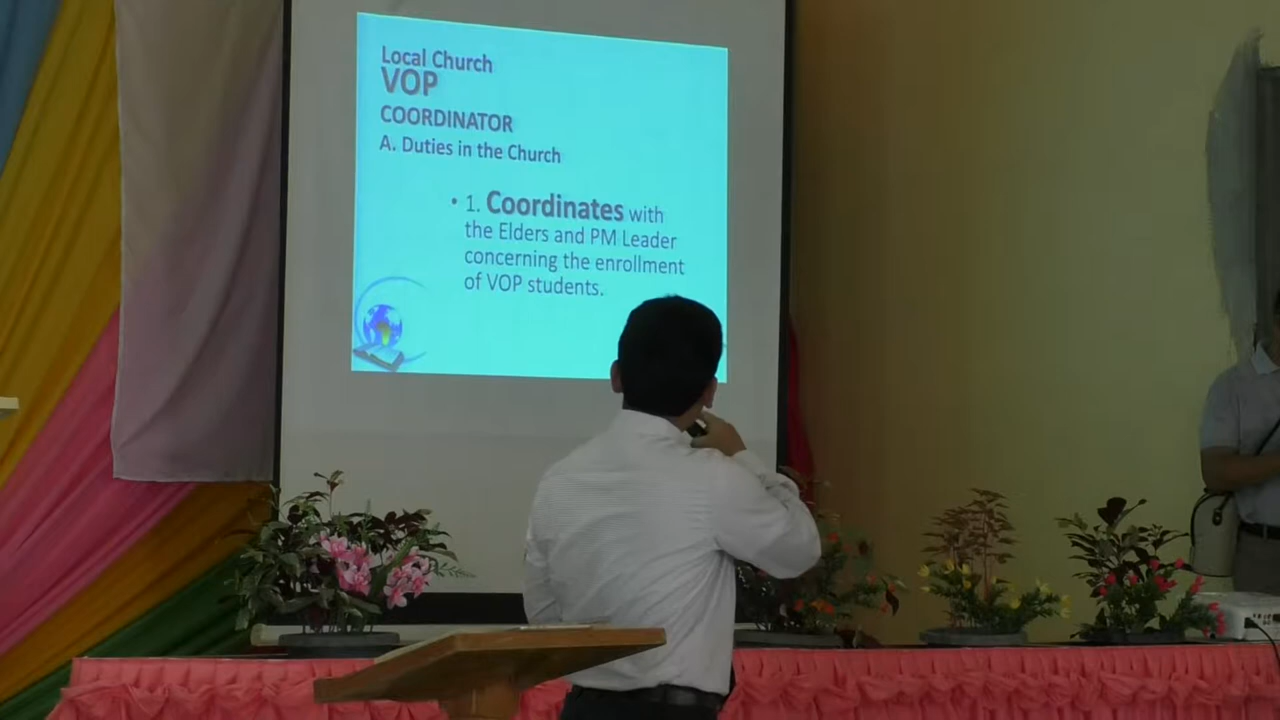 Local Church
VOP
COORDINATOR
A. Duties in the Church
• 1. Coordinates with
the Elders and PM Leader
concerning the enrollment
of VOP students.